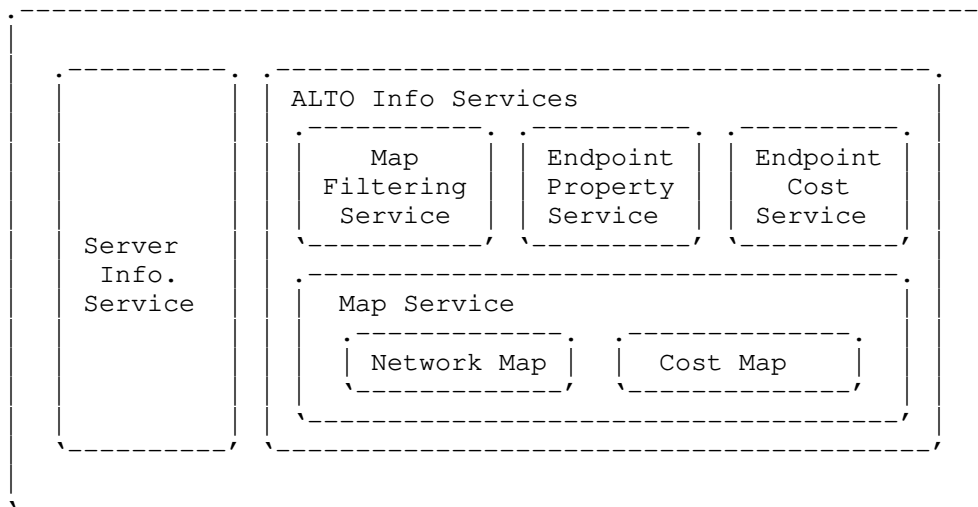 ALTO Info Services
Map Filtering Service
Endpoint Property Service
Endpoint Cost Service
Server Info. Service
Map Service
Network Map
Cost Map